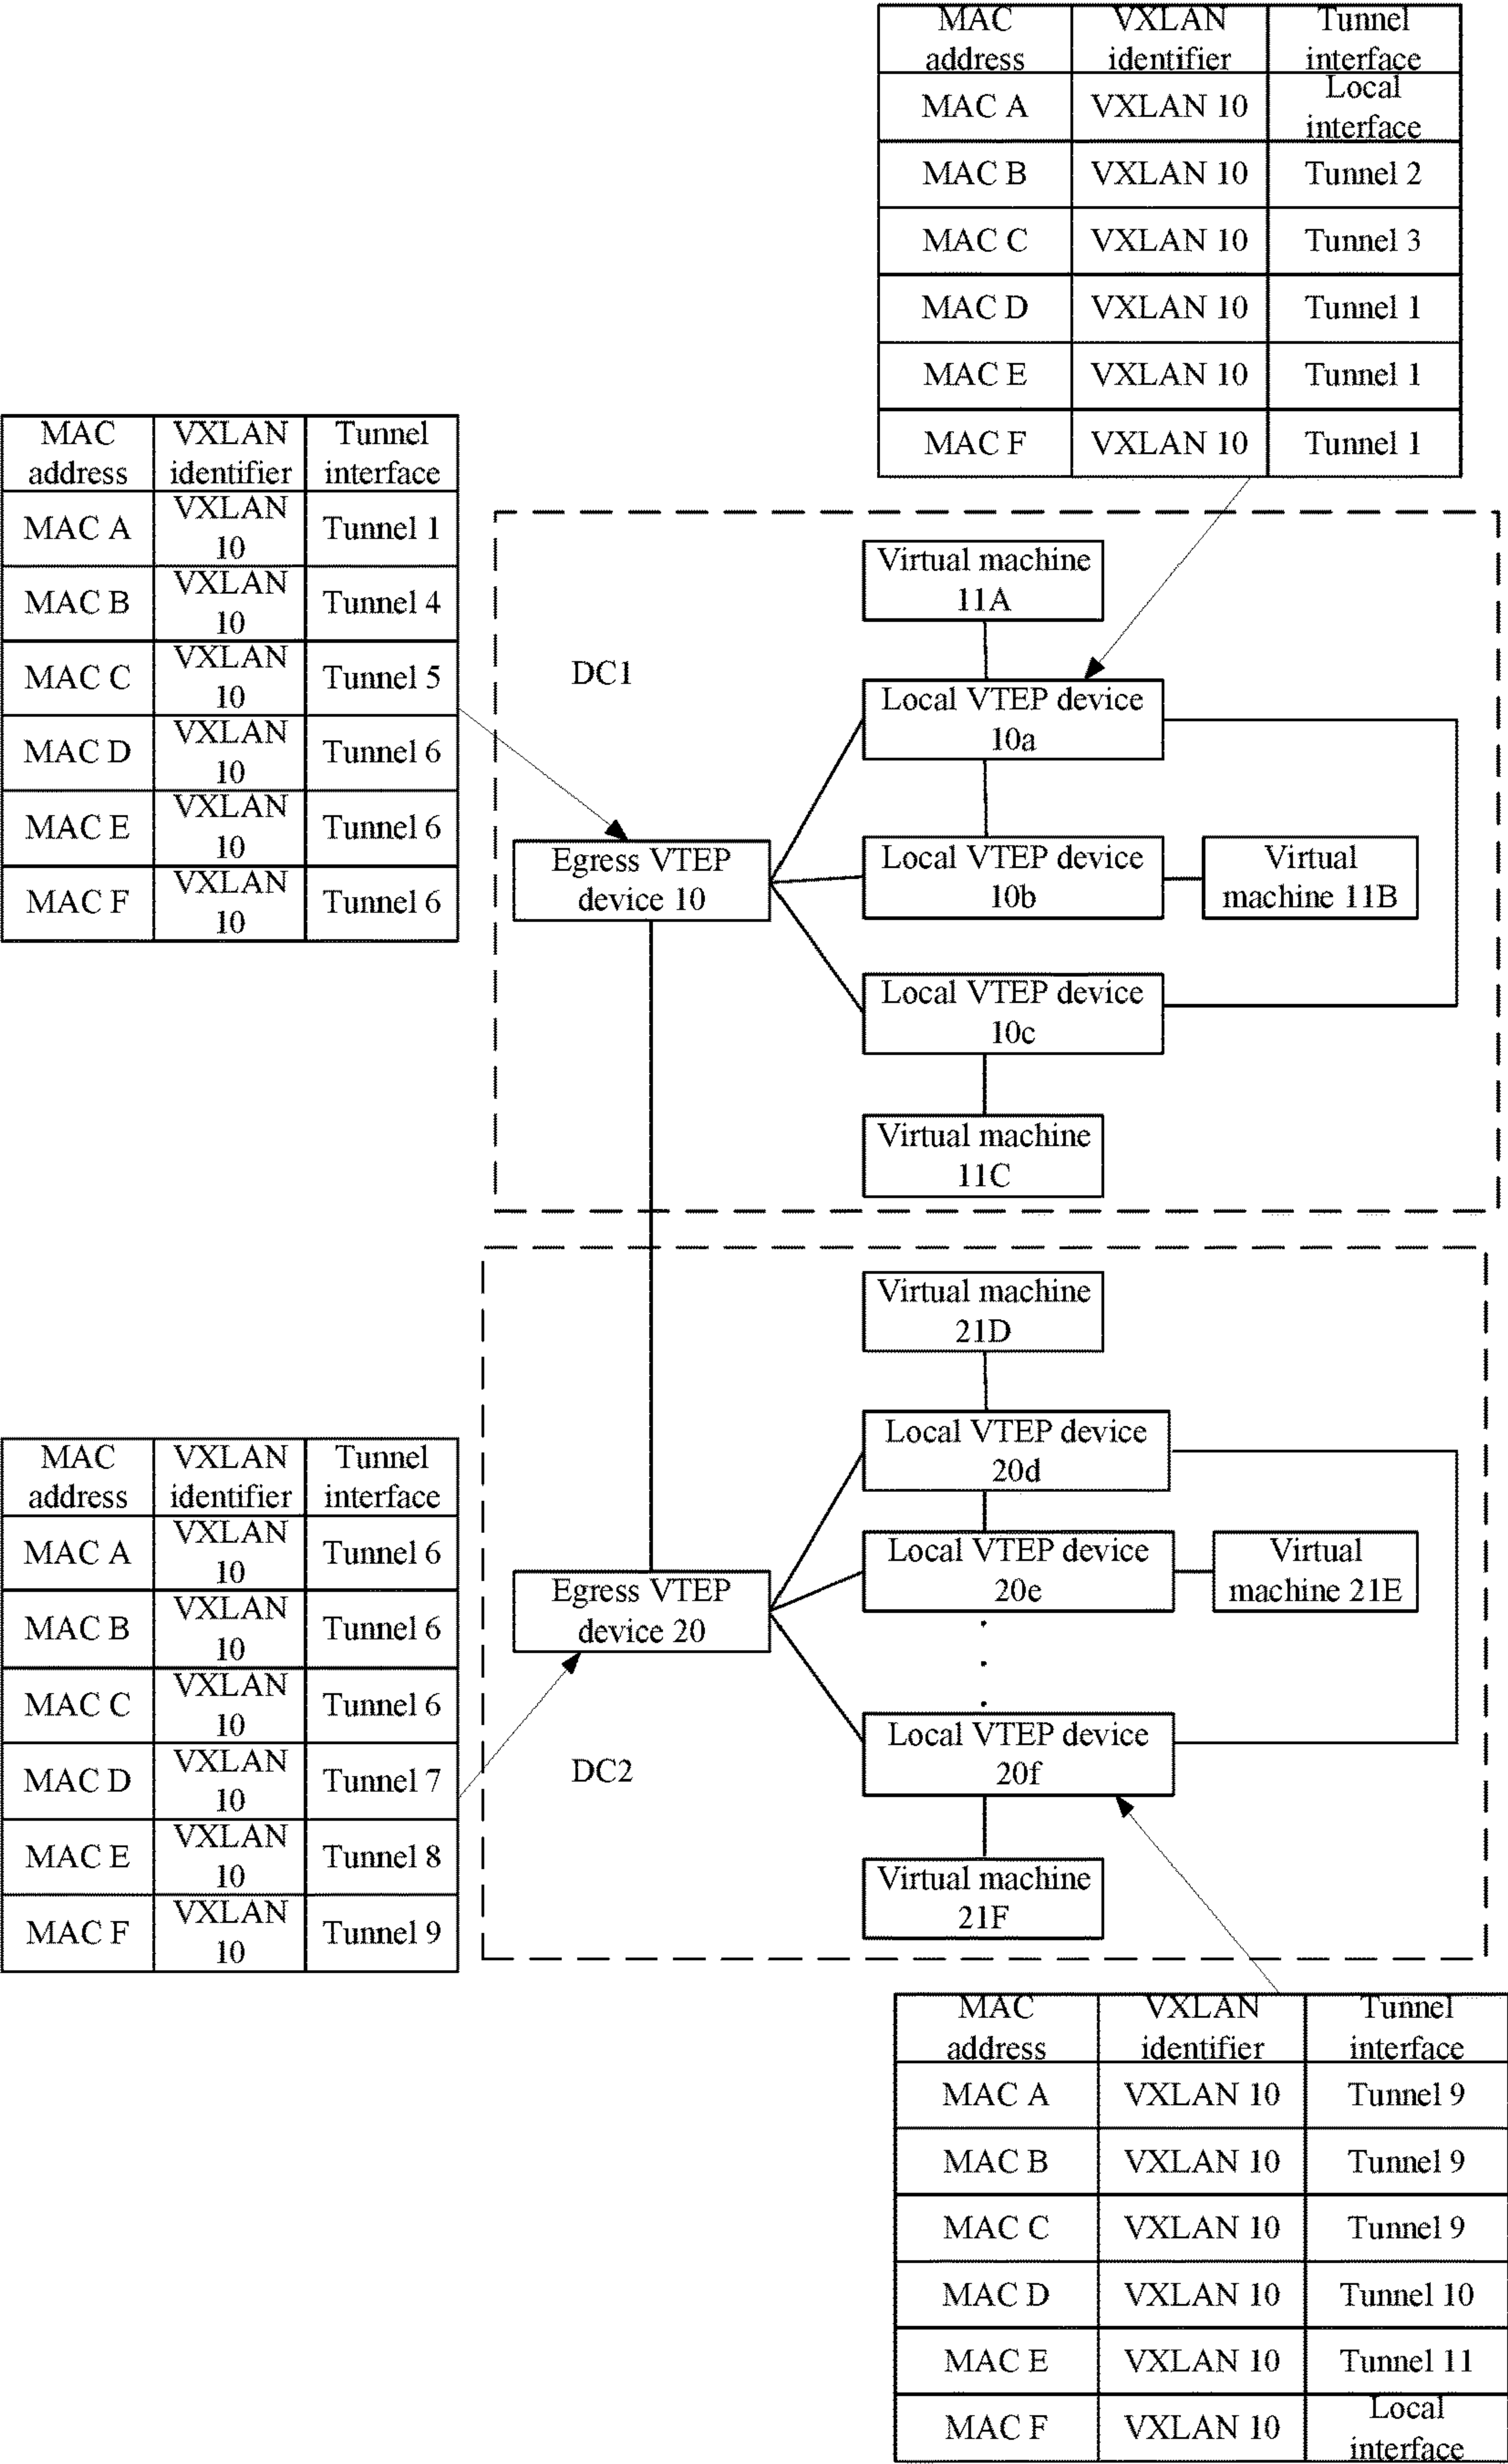 MAC address VXLAN identifier Tunnel interface
MAC A VXLAN 10 Local interface
MAC B VXLAN 10 Tunnel 2
MAC C VXLAN 10 Tunnel 3
MAC D VXLAN 10 Tunnel 1
MAC E VXLAN 10 Tunnel 1
MAC F VXLAN 10 Tunnel 1
MAC address VXLAN identifier Tunnel interface
MAC A VXLAN 10 Tunnel 1
MAC B VXLAN 10 Tunnel 4
MAC C VXLAN 10 Tunnel 5
MAC D VXLAN 10 Tunnel 6
MAC E VXLAN 10 Tunnel 6
MAC F VXLAN 10 Tunnel 6
DC1
Virtual machine
11A
Local VTEP device
10a
Egress VTEP
device 10
Local VTEP device
10b
Virtual
machine 11B
Local VTEP device
10c
Virtual machine
11C
Virtual machine
21D
Local VTEP device
20d
Local VTEP device
20e
Virtual
machine 21E
Egress VTEP
device 20
Local VTEP device
20f
DC2
Virtual machine
21F
MAC address VXLAN identifier Tunnel interface
MAC A VXLAN 10 Tunnel 6
MAC B VXLAN 10 Tunnel 6
MAC C VXLAN 10 Tunnel 6
MAC D VXLAN 10 Tunnel 7
MAC E VXLAN 10 Tunnel 8
MAC F VXLAN 10 Tunnel 9
MAC address VXLAN identifier Tunnel interface
MAC A VXLAN 10 Tunnel 9
MAC B VXLAN 10 Tunnel 9
MAC C VXLAN 10 Tunnel 9
MAC D VXLAN 10 Tunnel 10
MAC E VXLAN 10 Tunnel 11
MAC F VXLAN 10 Local interface